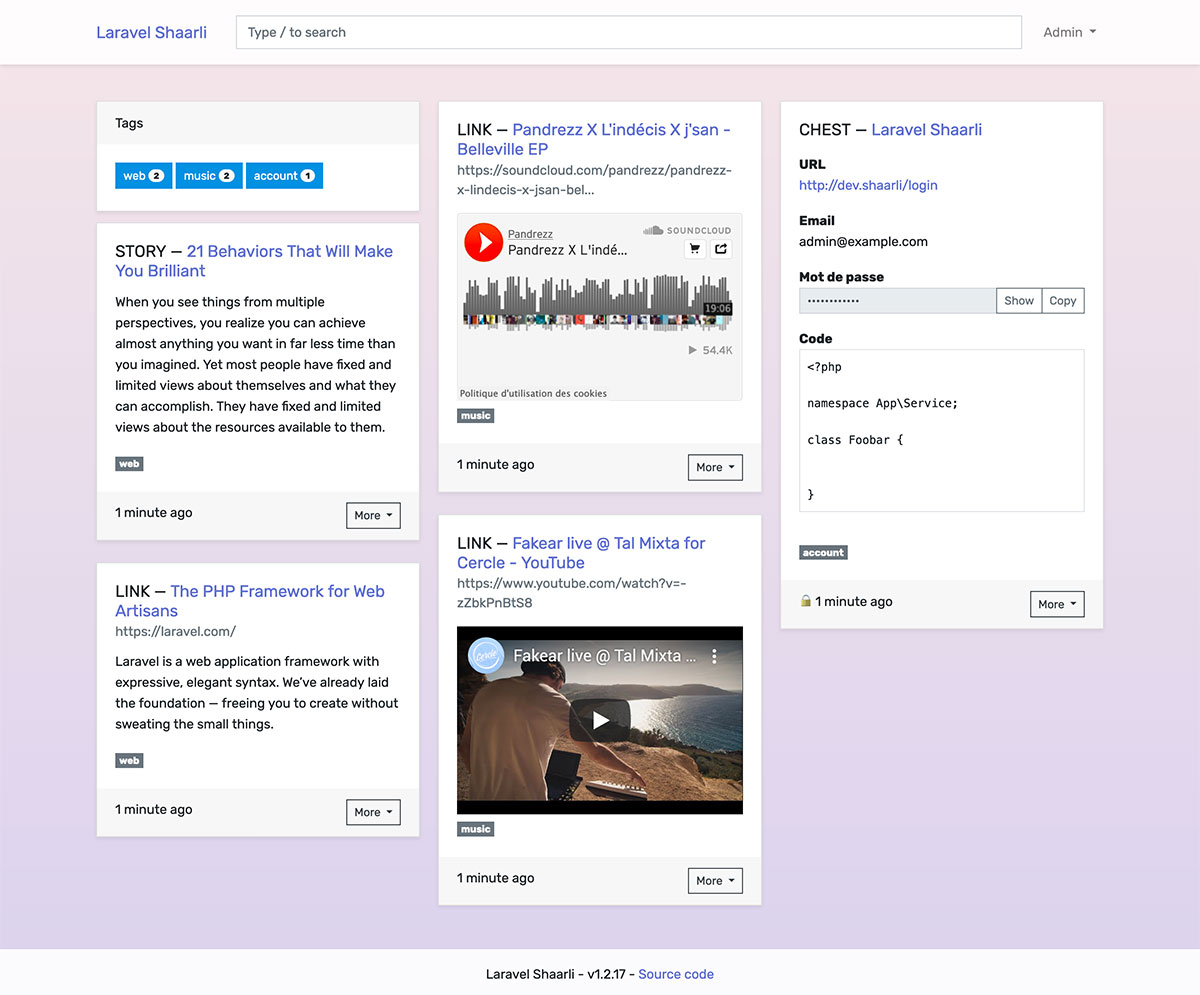 Laravel Shaarli
Type / to search
Admin
Tags
web 2 music 2 account 1
STORY — 21 Behaviors That Will Make
You Brilliant
When you see things from multiple
perspectives, you realize you can achieve
almost anything you want in far less time than
you imagined. Yet most people have fixed and
limited views about themselves and what they
can accomplish. They have fixed and limited
views about the resources available to them.
web
1 minute ago
More
LINK — The PHP Framework for Web
Artisans
https://laravel.com/
Laravel is a web application framework with
expressive, elegant syntax. We've already laid
the foundation — freeing you to create without
sweating the small things.
web
1 minute ago
More
LINK — Pandrezz X L'indécis X j'san -
Belleville EP
https://soundcloud.com/pandrezz/pandrezz-
x-lindecis-x-jsan-bel...
Pandrezz
SOUNDCLOUD
Pandrezz X L'indé...
19:06
54.4K
Politique d'utilisation des cookies
music
1 minute ago
More
LINK — Fakear live @ Tal Mixta for
Cercle - YouTube
https://www.youtube.com/watch?v=-
zZbkPnBtS8
Cercle
Fakear live @ Tal Mixta ...
music
1 minute ago
More
CHEST — Laravel Shaarli
URL
http://dev.shaarli/login
Email
admin@example.com
Mot de passe
••••••••••••
Show
Copy
Code
<?php
namespace App\Service;
class Foobar {
}
account
1 minute ago
More
Laravel Shaarli - v1.2.17 - Source code